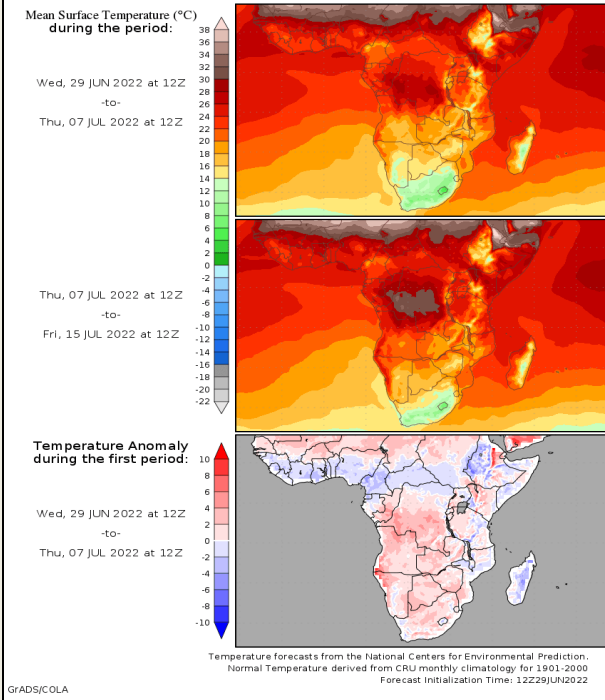 Mean Surface Temperature (°C)
during the period:
Wed, 29 JUN 2022 at 12Z
-to-
Thu, 07 JUL 2022 at 12Z
38
36
34
32
30
28
26
24
22
20
18
16
14
12
10
8
6
4
2
0
-2
-4
-6
-8
-10
-12
-14
-16
-18
-20
-22
Thu, 07 JUL 2022 at 12Z
-to-
Fri, 15 JUL 2022 at 12Z
Temperature Anomaly
during the first period:
Wed, 29 JUN 2022 at 12Z
-to-
Thu, 07 JUL 2022 at 12Z
10
8
6
4
2
0
-2
-4
-6
-8
-10
Temperature forecasts from the National Centers for Environmental Prediction.
Normal Temperature derived from CRU monthly climatology for 1901-2000
Forecast Initialization Time: 12Z29JUN2022
GrADS/COLA